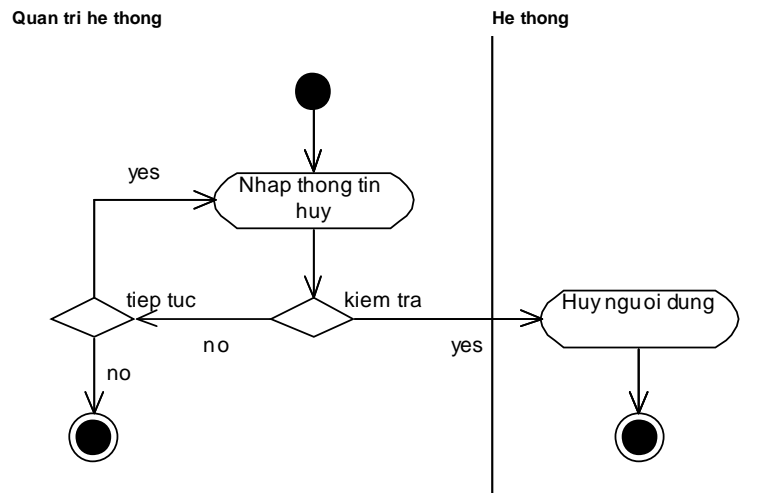 Quan tri he thong
He thong
yes
Nhap thong tin
huy
tiep tuc
kiem tra
Huy nguoi dung
no
yes
no